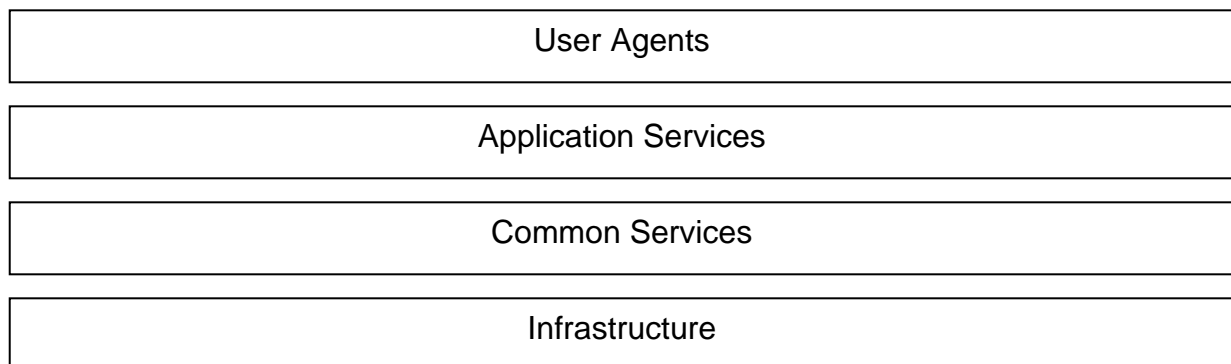 User Agents
Application Services
Common Services
Infrastructure